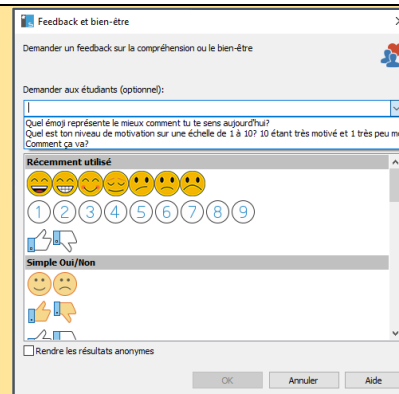 Feedback et bien-être
Demander un feedback sur la compréhension ou le bien-être
Demander aux étudiants (optionnel):
Quel émoji représente le mieux comment tu te sens aujourd'hui?
Quel est ton niveau de motivation sur une échelle de 1 à 10? 10 étant très motivé et 1 très peu mo
Comment ça va?
Récemment utilisé
1 2 3 4 5 6 7 8 9
Simple Oui/Non
Rendre les résultats anonymes
OK Annuler Aide